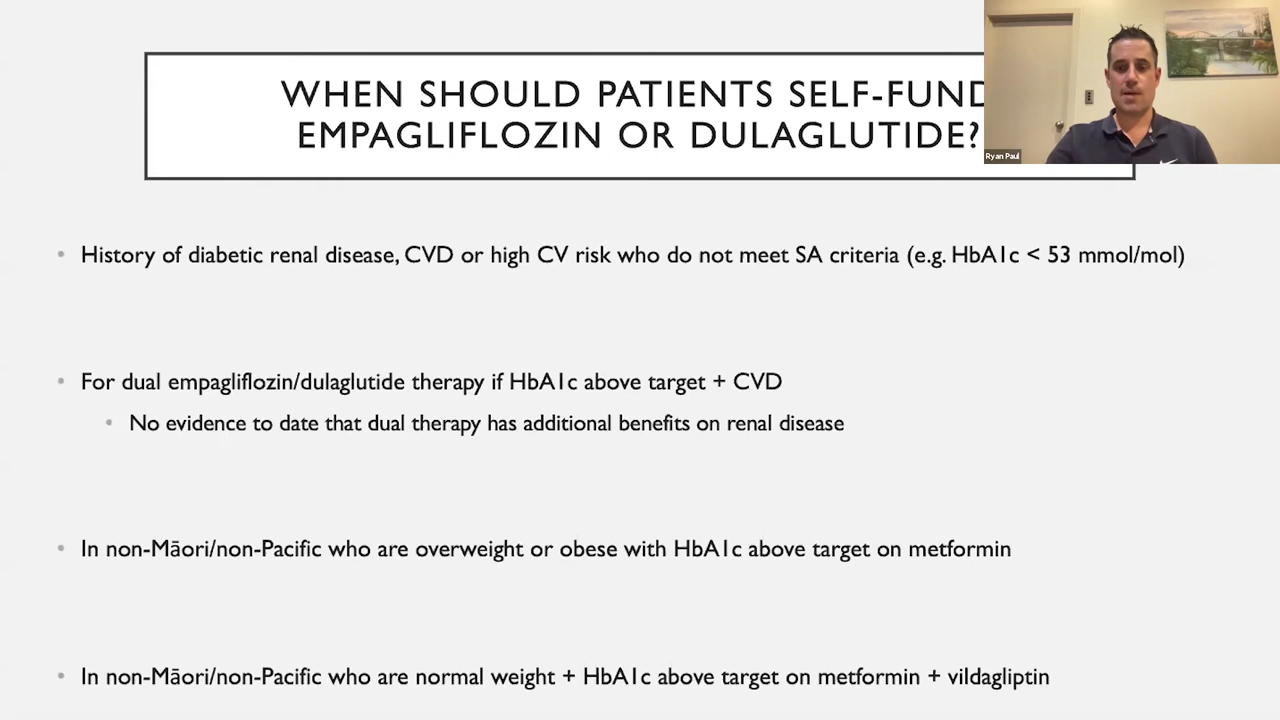 WHEN SHOULD PATIENTS SELF-FUND
EMPAGLIFLOZIN OR DULAGLUTIDE?
Ryan Paul
• History of diabetic renal disease, CVD or high CV risk who do not meet SA criteria (e.g. HbA1c < 53 mmol/mol)
• For dual empagliflozin/dulaglutide therapy if HbA1c above target + CVD
• No evidence to date that dual therapy has additional benefits on renal disease
• In non-Māori/non-Pacific who are overweight or obese with HbA1c above target on metformin
• In non-Māori/non-Pacific who are normal weight + HbA1c above target on metformin + vildagliptin